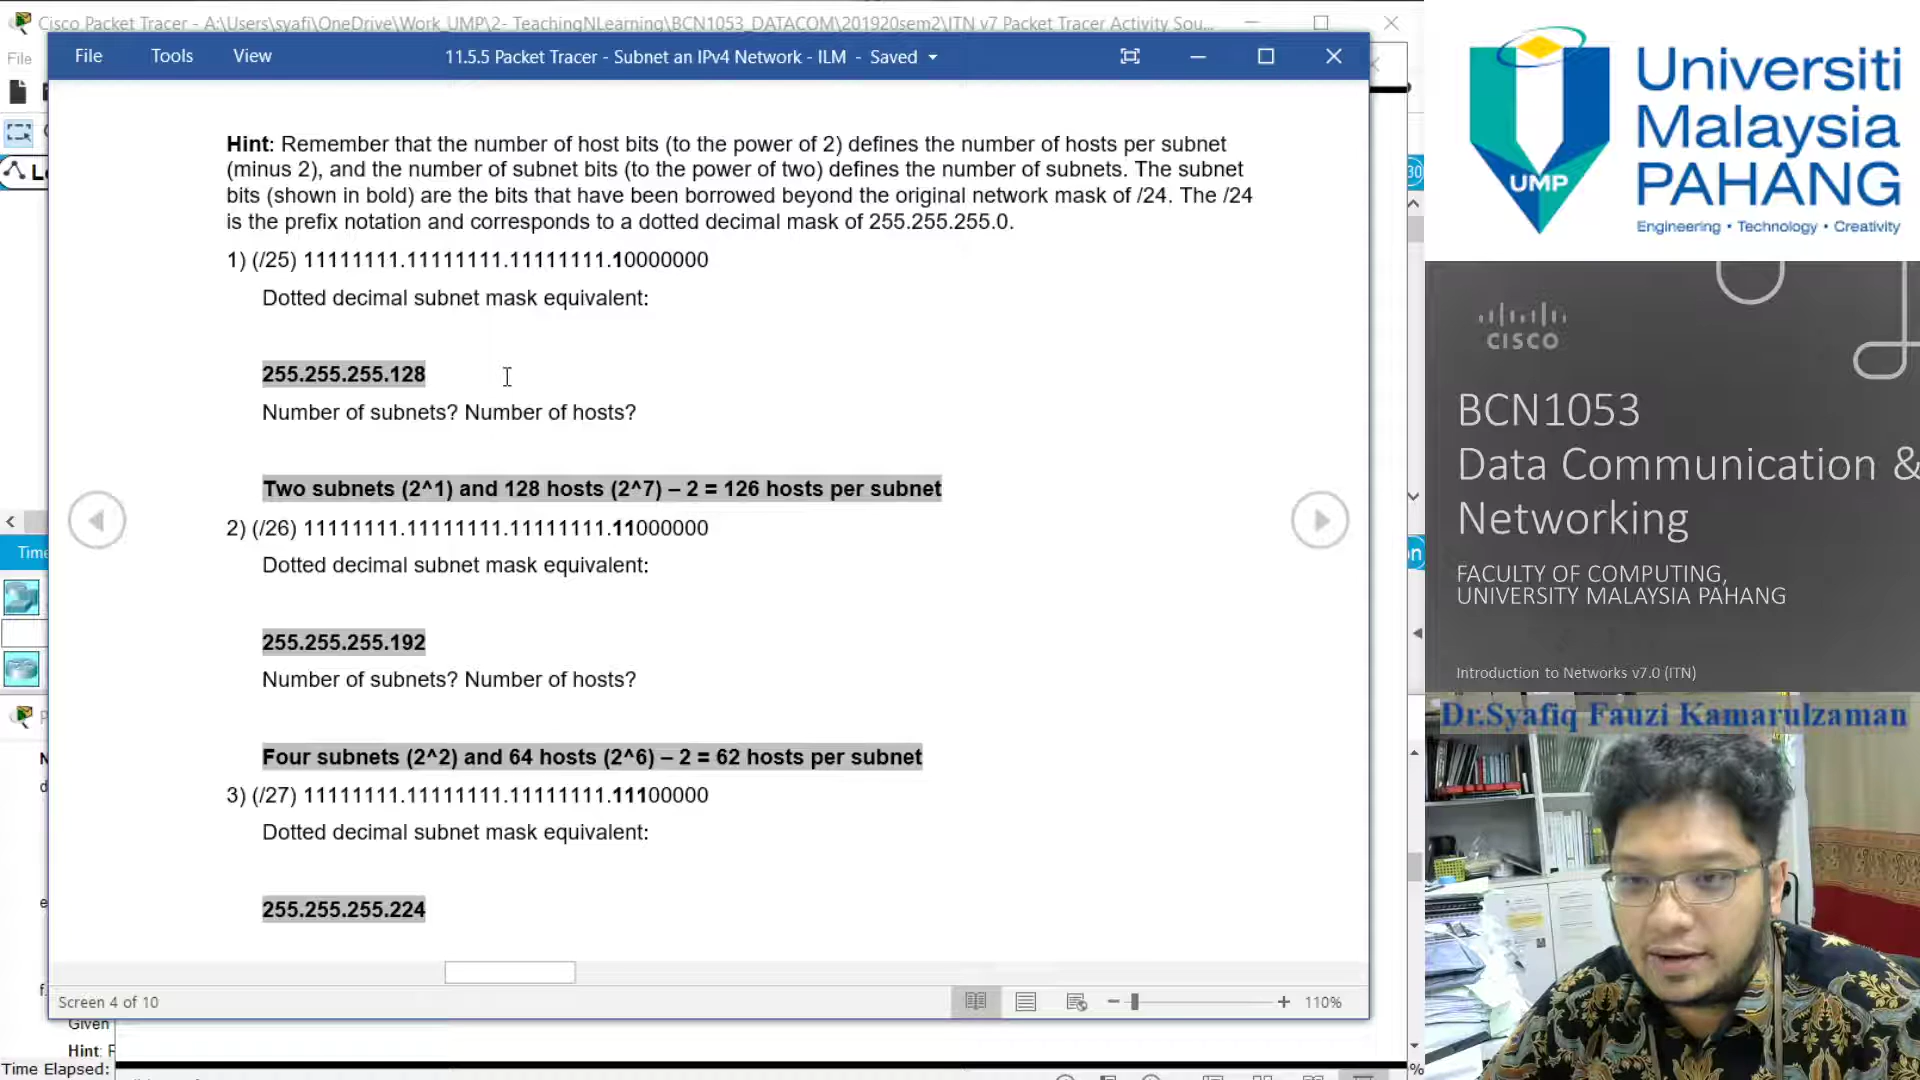 Cisco Packet Tracer - A:\Users\syafi\OneDrive\Work_UMP\2- TeachingNLearning\BCN1053_DATACOM\201920sem2\ITN v7 Packet Tracer Activity Sou...
File
File Tools View 11.5.5 Packet Tracer - Subnet an IPv4 Network - ILM - Saved
Hint: Remember that the number of host bits (to the power of 2) defines the number of hosts per subnet
(minus 2), and the number of subnet bits (to the power of two) defines the number of subnets. The subnet
bits (shown in bold) are the bits that have been borrowed beyond the original network mask of /24. The /24
is the prefix notation and corresponds to a dotted decimal mask of 255.255.255.0.
1) (/25) 11111111.11111111.11111111.10000000
Dotted decimal subnet mask equivalent:
255.255.255.128
Number of subnets? Number of hosts?
Two subnets (2^1) and 128 hosts (2^7) – 2 = 126 hosts per subnet
2) (/26) 11111111.11111111.11111111.11000000
Dotted decimal subnet mask equivalent:
255.255.255.192
Number of subnets? Number of hosts?
Four subnets (2^2) and 64 hosts (2^6) – 2 = 62 hosts per subnet
3) (/27) 11111111.11111111.11111111.11100000
Dotted decimal subnet mask equivalent:
255.255.255.224
Screen 4 of 10
110%
Time
Given
Hint: F
Time Elapsed:
%
Universiti
Malaysia
PAHANG
Engineering • Technology • Creativity
UMP
CISCO
BCN1053
Data Communication &
Networking
FACULTY OF COMPUTING,
UNIVERSITY MALAYSIA PAHANG
Introduction to Networks v7.0 (ITN)
Dr.Syafiq Fauzi Kamarulzaman